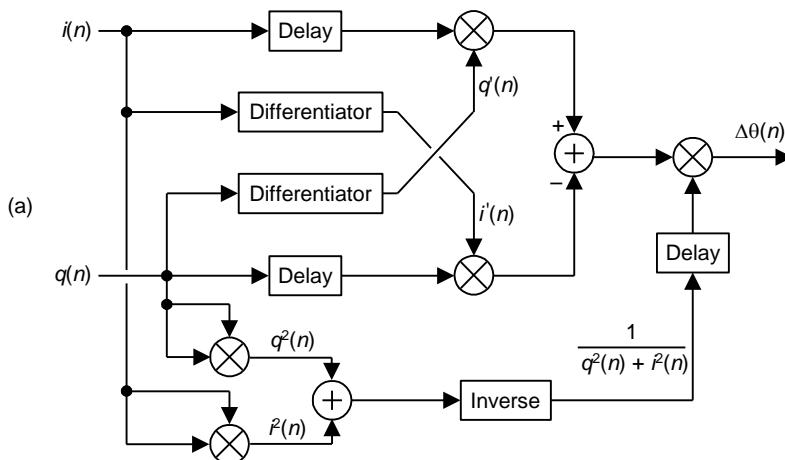 i(n)
Delay
q'(n)
Differentiator
+
Δθ(n)
Differentiator
−
(a)
i'(n)
q(n)
Delay
Delay
q²(n)
1
q²(n) + i²(n)
Inverse
i²(n)